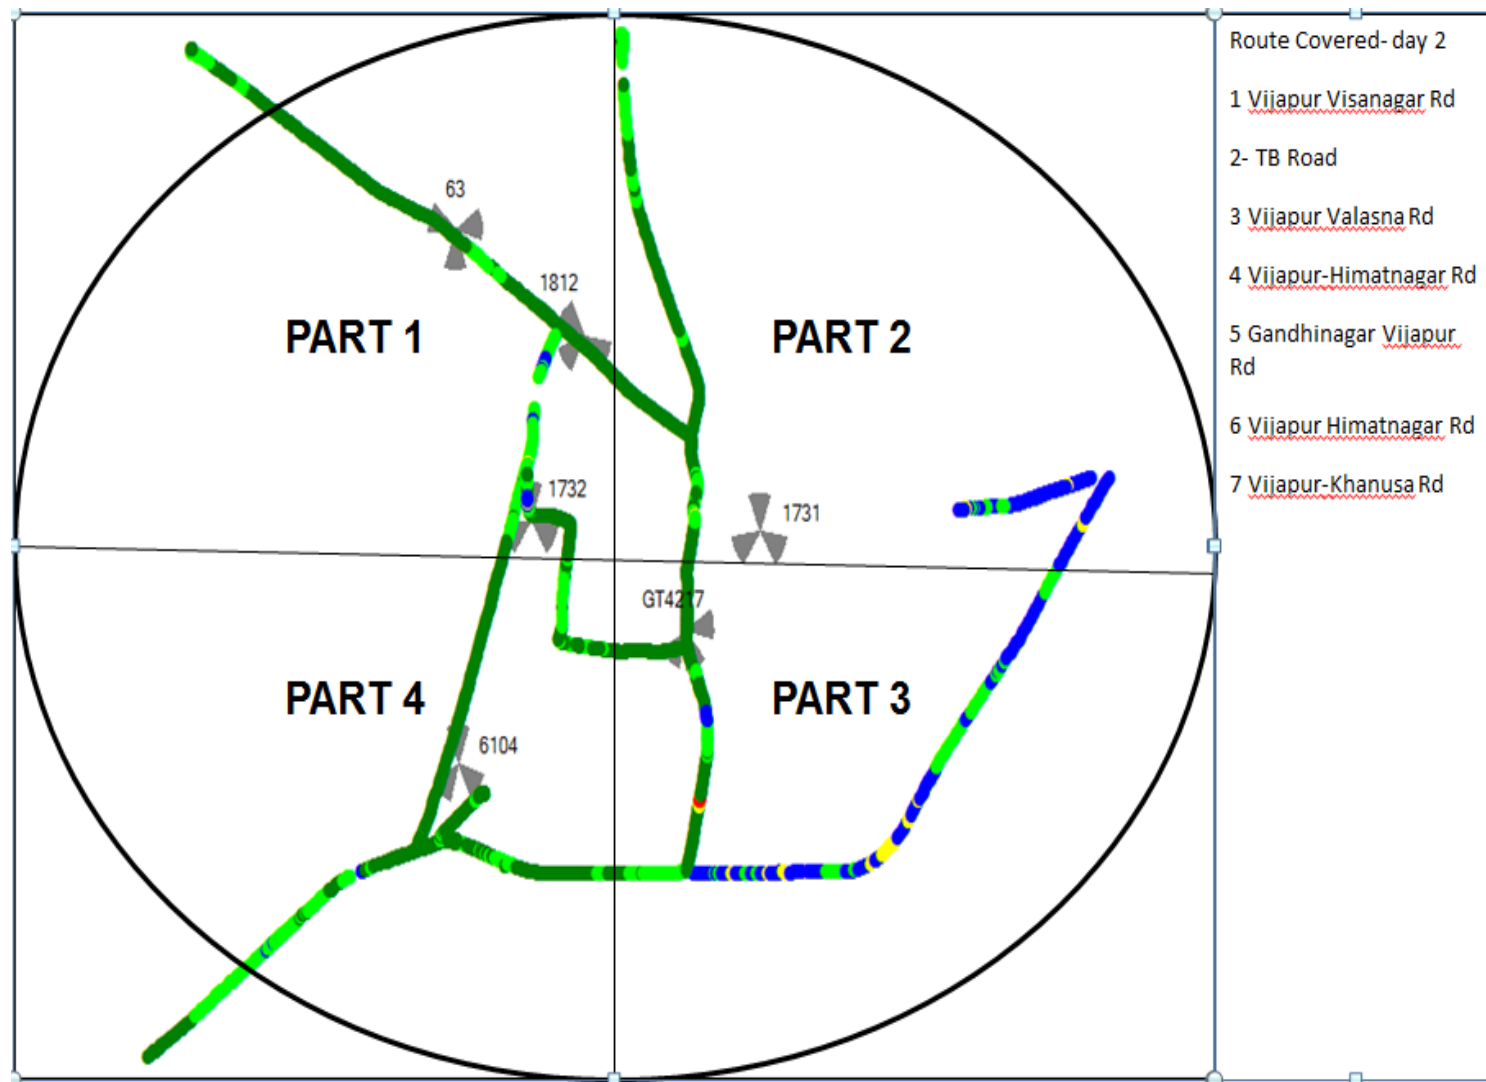 63
1812
PART 1
PART 2
1732
1731
GT4217
PART 4
PART 3
6104
Route Covered- day 2
1 Vijapur Visanagar Rd
2- TB Road
3 Vijapur Valasna Rd
4 Vijapur-Himatnagar Rd
5 Gandhinagar Vijapur
Rd
6 Vijapur Himatnagar Rd
7 Vijapur-Khanusa Rd